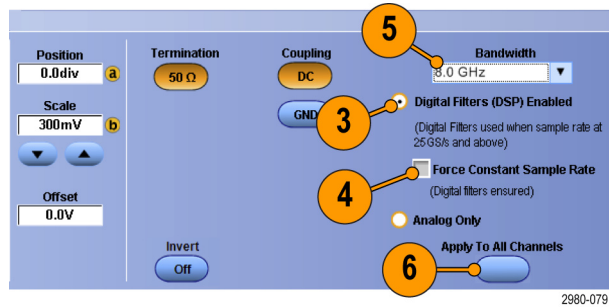 5
Position
Termination
Coupling
Bandwidth
0.0div
a
50 Ω
DC
8.0 GHz
Scale
3
Digital Filters (DSP) Enabled
300mV
b
GND
(Digital Filters used when sample rate at
25GS/s and above)
4
Force Constant Sample Rate
(Digital filters ensured)
Offset
0.0V
Analog Only
Invert
Off
6
Apply To All Channels
2980-079